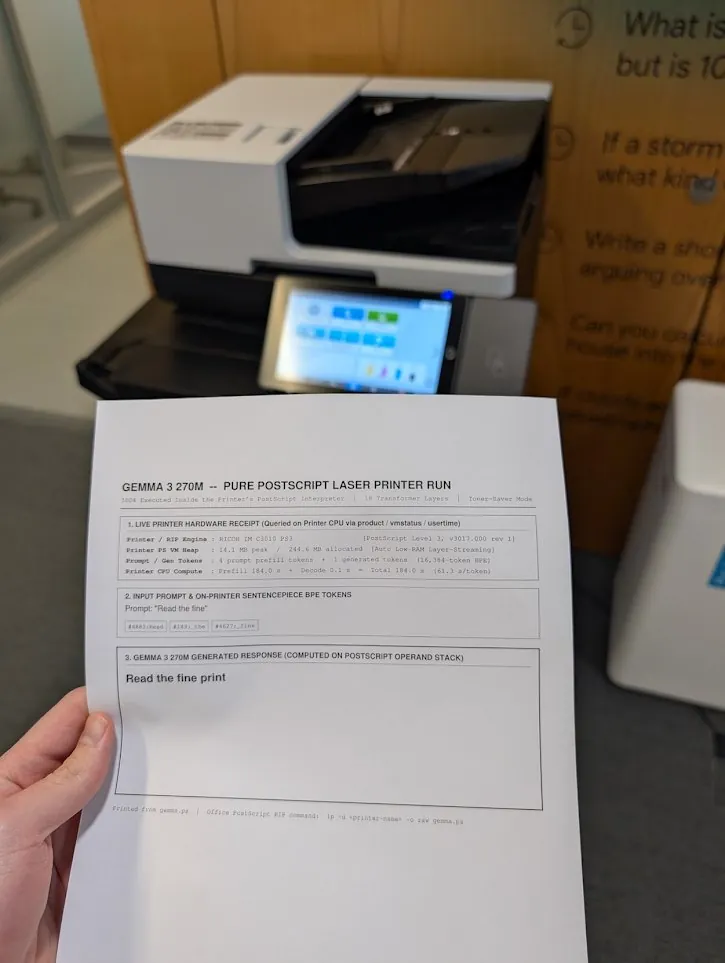 What is
but is 10
If a storm
what kind
Write a sho
arguing ove
Can you
house into
GEMMA 3 270M -- PURE POSTSCRIPT LASER PRINTER RUN
100% Executed Inside the Printer's PostScript Interpreter | 18 Transformer Layers | Toner-Saver Mode
1. LIVE PRINTER HARDWARE RECEIPT (Queried on Printer CPU via product / vmstatus / usertime)
Printer / RIP Engine : RICOH IM C3510 PS3 [PostScript Level 3, v3017.000 rev 1]
Printer PS VM Heap : 14.1 MB peak / 244.6 MB allocated [Auto Low-RAM Layer-Streaming]
Prompt / Gen Tokens : 4 prompt prefill tokens + 1 generated tokens (16,384-token BPE)
Printer CPU Compute : Prefill 184.0 s + Decode 0.1 s = Total 184.0 s (61.3 s/token)
2. INPUT PROMPT & ON-PRINTER SENTENCEPIECE BPE TOKENS
Prompt: "Read the fine"
3. GEMMA 3 270M GENERATED RESPONSE (COMPUTED ON POSTSCRIPT OPERAND STACK)
Read the fine print
Printed from gemma.ps | Office PostScript RIP command: lp -d <printer-name> -o raw gemma.ps